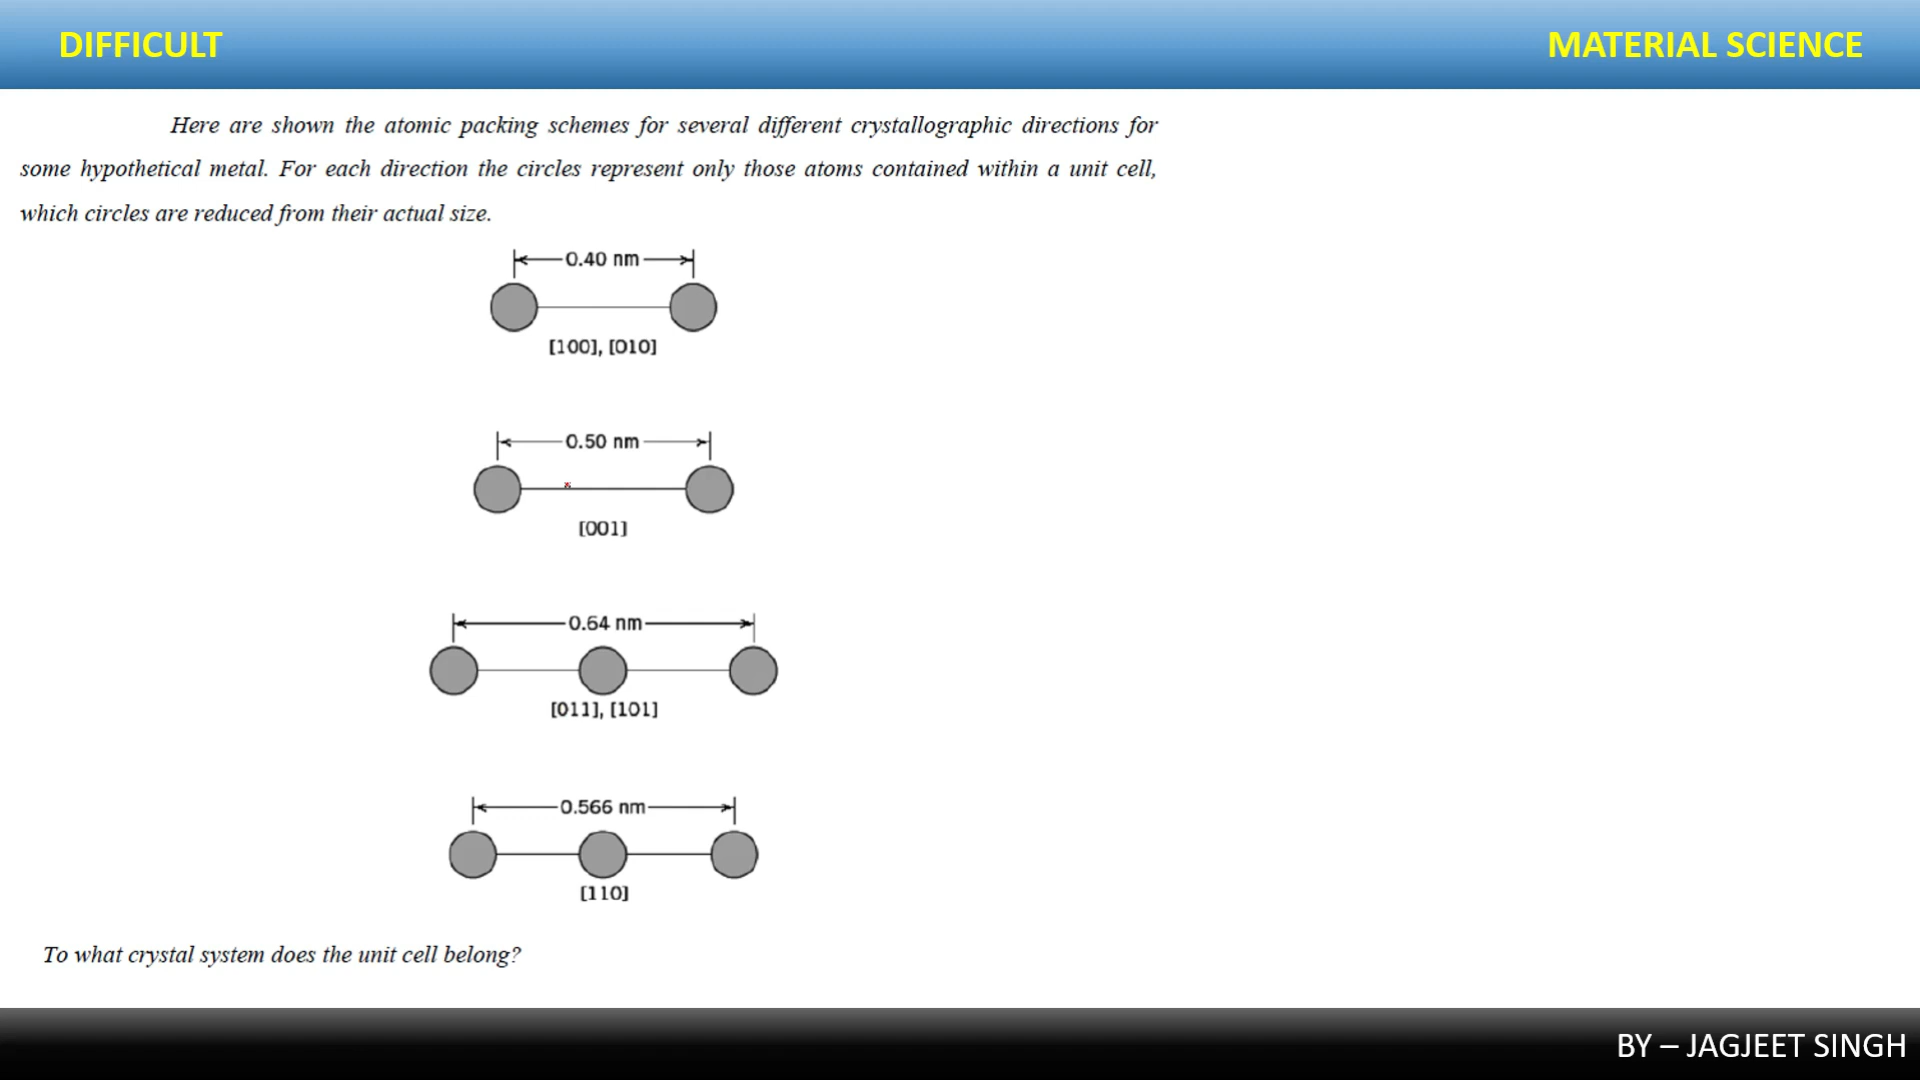 DIFFICULT
MATERIAL SCIENCE
Here are shown the atomic packing schemes for several different crystallographic directions for
some hypothetical metal. For each direction the circles represent only those atoms contained within a unit cell,
which circles are reduced from their actual size.
0.40 nm
[100], [010]
0.50 nm
[001]
0.64 nm
[011], [101]
0.566 nm
[110]
To what crystal system does the unit cell belong?
BY – JAGJEET SINGH